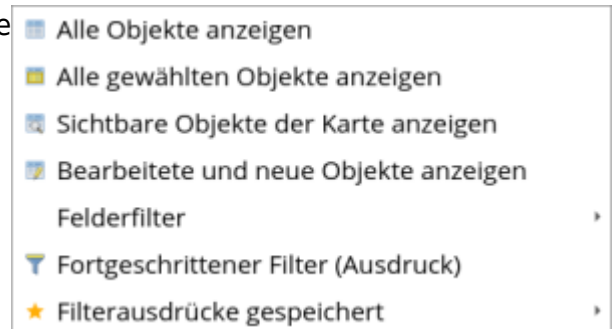 e
Alle Objekte anzeigen
Alle gewählten Objekte anzeigen
Sichtbare Objekte der Karte anzeigen
Bearbeitete und neue Objekte anzeigen
Felderfilter
Fortgeschrittener Filter (Ausdruck)
Filterausdrücke gespeichert